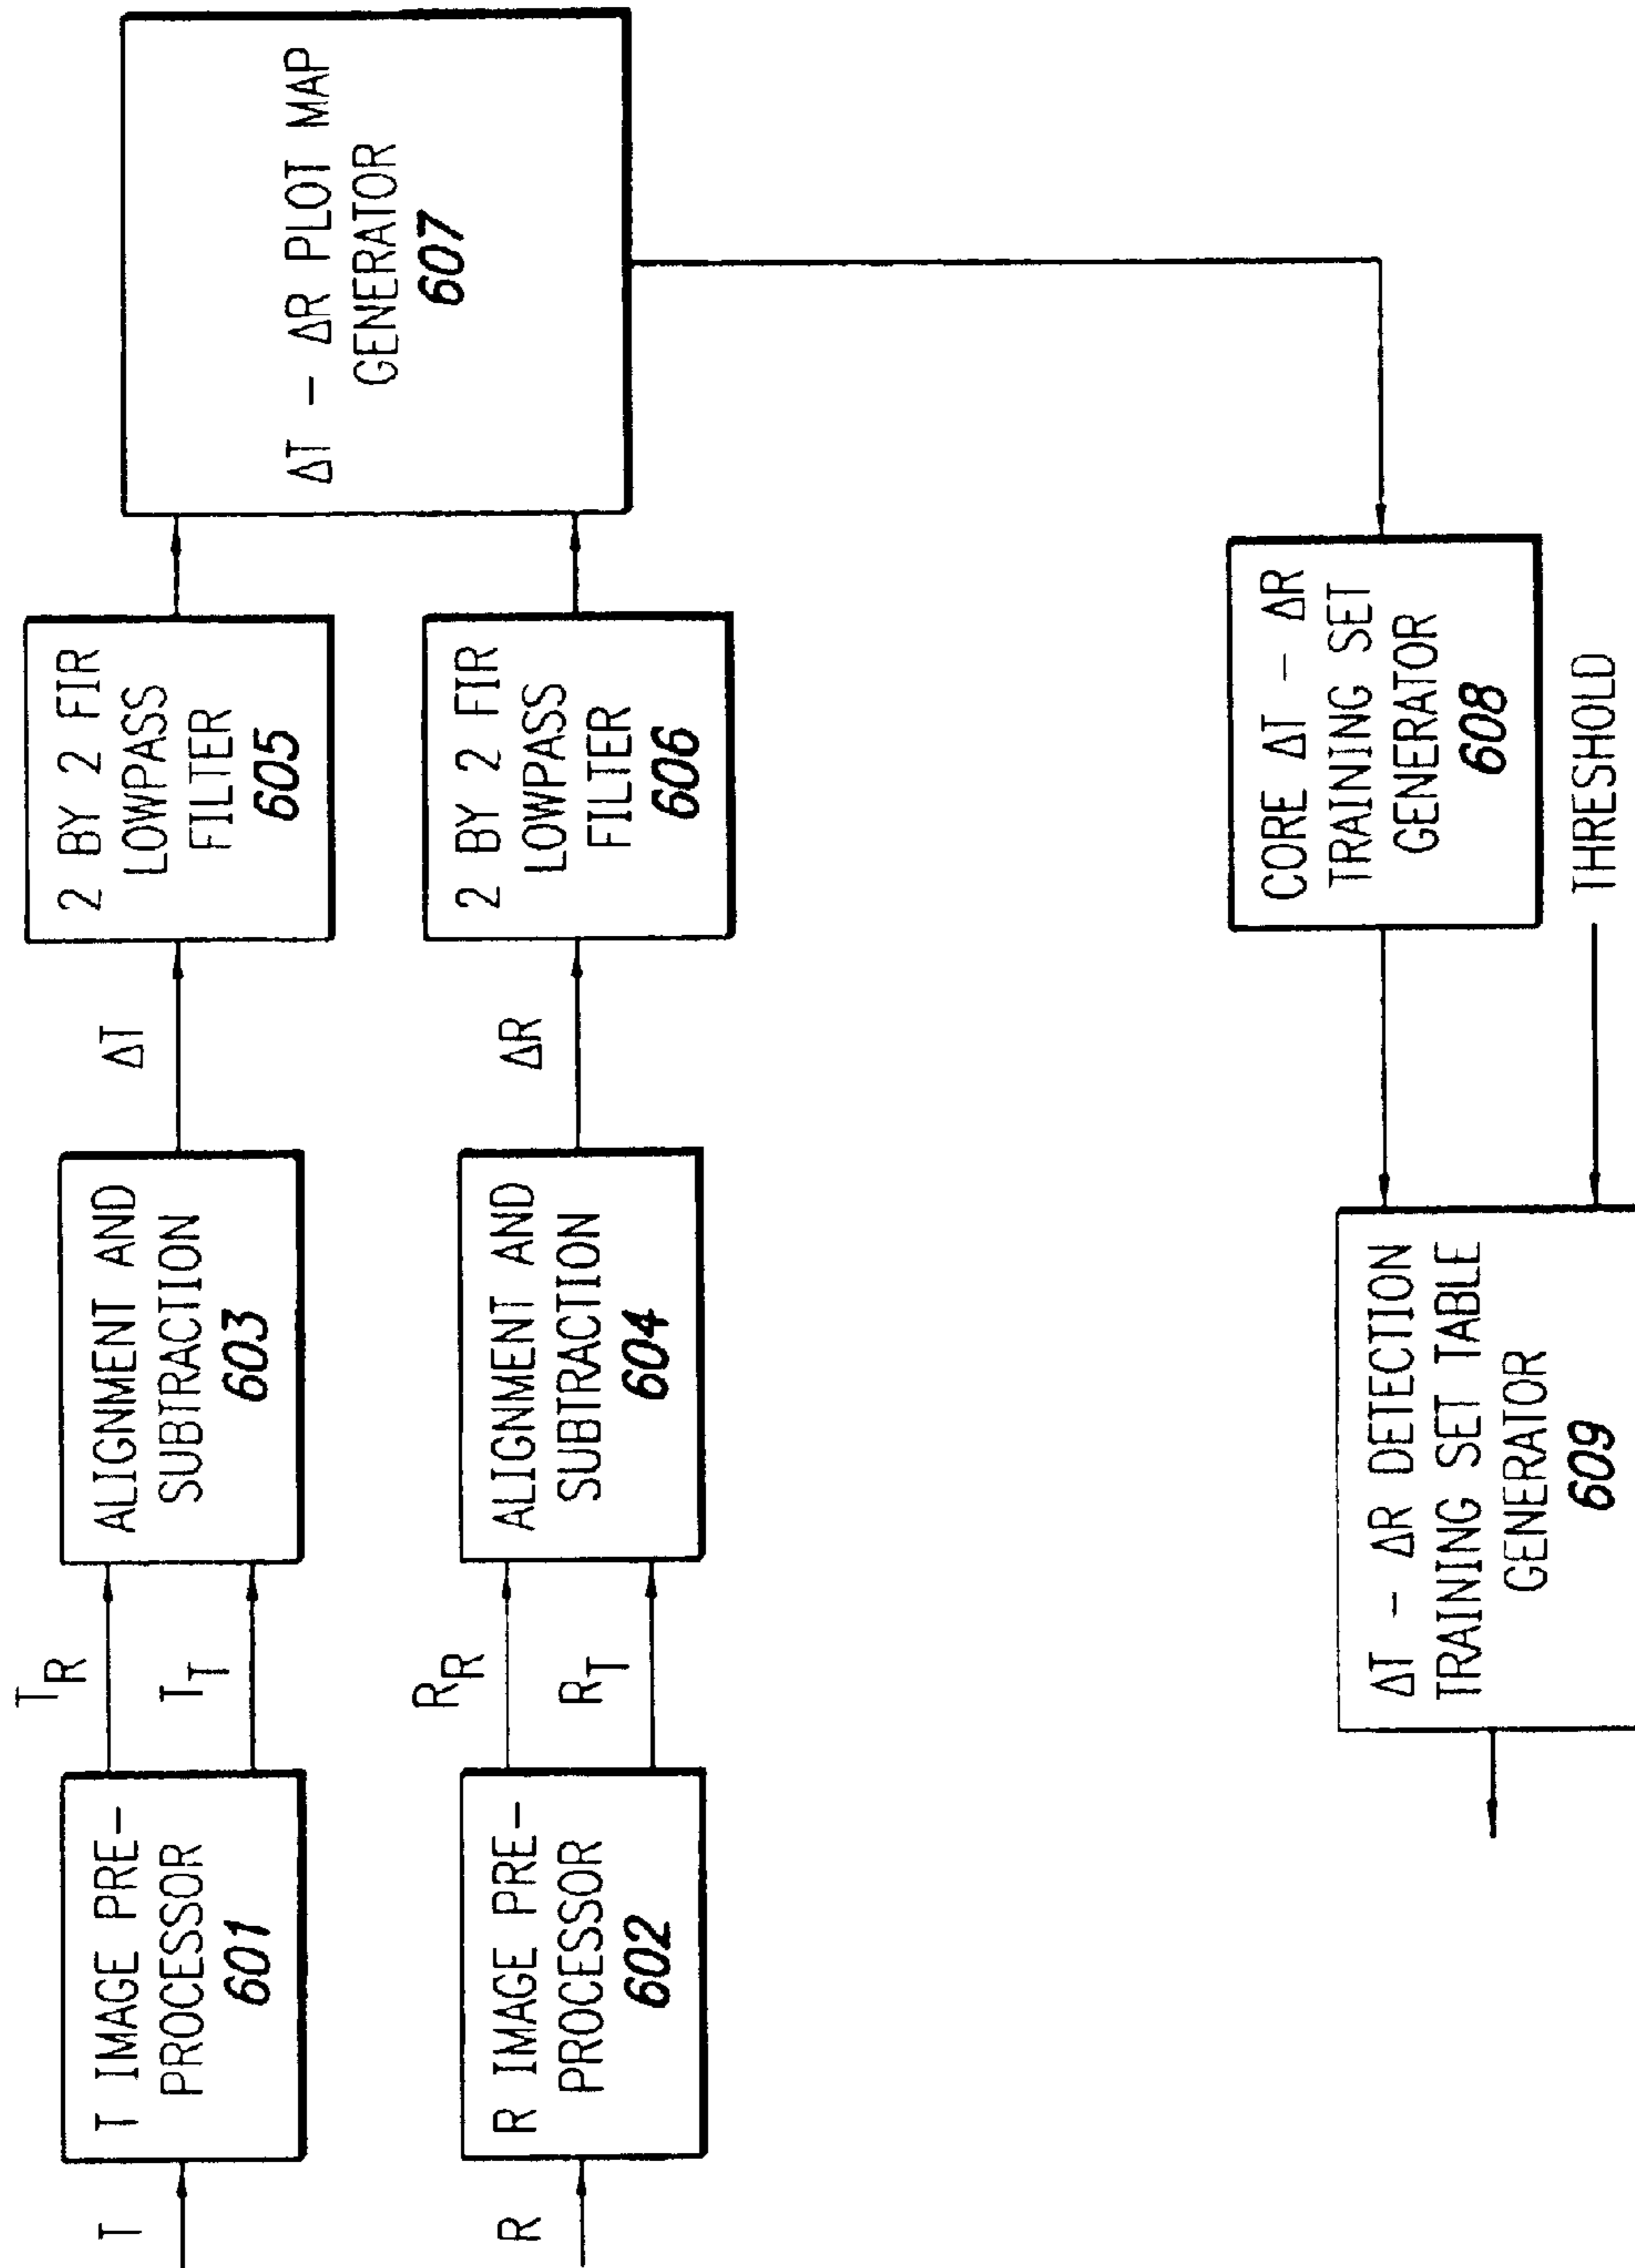 T
T IMAGE PRE-
PROCESSOR
601
T_R
T_T
ALIGNMENT AND
SUBTRACTION
603
ΔT
2 BY 2 FIR
LOWPASS
FILTER
605
R
R IMAGE PRE-
PROCESSOR
602
R_R
R_T
ALIGNMENT AND
SUBTRACTION
604
ΔR
2 BY 2 FIR
LOWPASS
FILTER
606
ΔT - ΔR PLOT MAP
GENERATOR
607
CORE ΔT - ΔR
TRAINING SET
GENERATOR
608
THRESHOLD
ΔT - ΔR DETECTION
TRAINING SET TABLE
GENERATOR
609